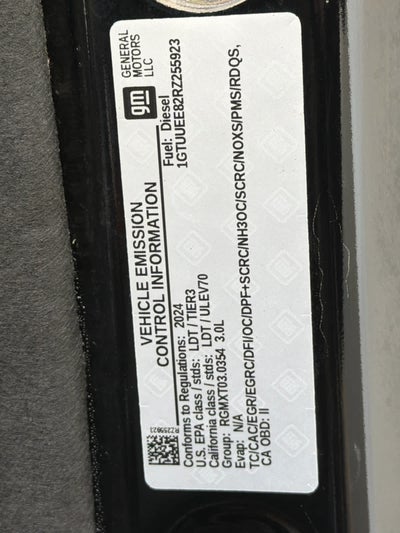 gm
GENERAL
MOTORS
LLC
VEHICLE EMISSION
CONTROL INFORMATION
Fuel: Diesel
1GTUUEE82RZ255923
RZ255923
Conforms to Regulations: 2024
U.S. EPA class / stds: LDT / TIER3
California class / stds: LDT / ULEV70
Group: RGMXT03.0354 3.0L
Evap: N/A
TC/CAC/EGR/EGRC/DFI/OC/DPF+SCRC/NH3OC/SCRC/NOXS/PMS/RDQS,
CA OBD: II